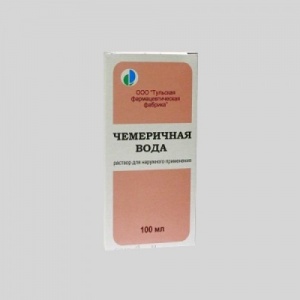 ООО "Тульская
фармацевтическая
фабрика"
ЧЕМЕРИЧНАЯ
ВОДА
раствор для наружного применения
100 мл